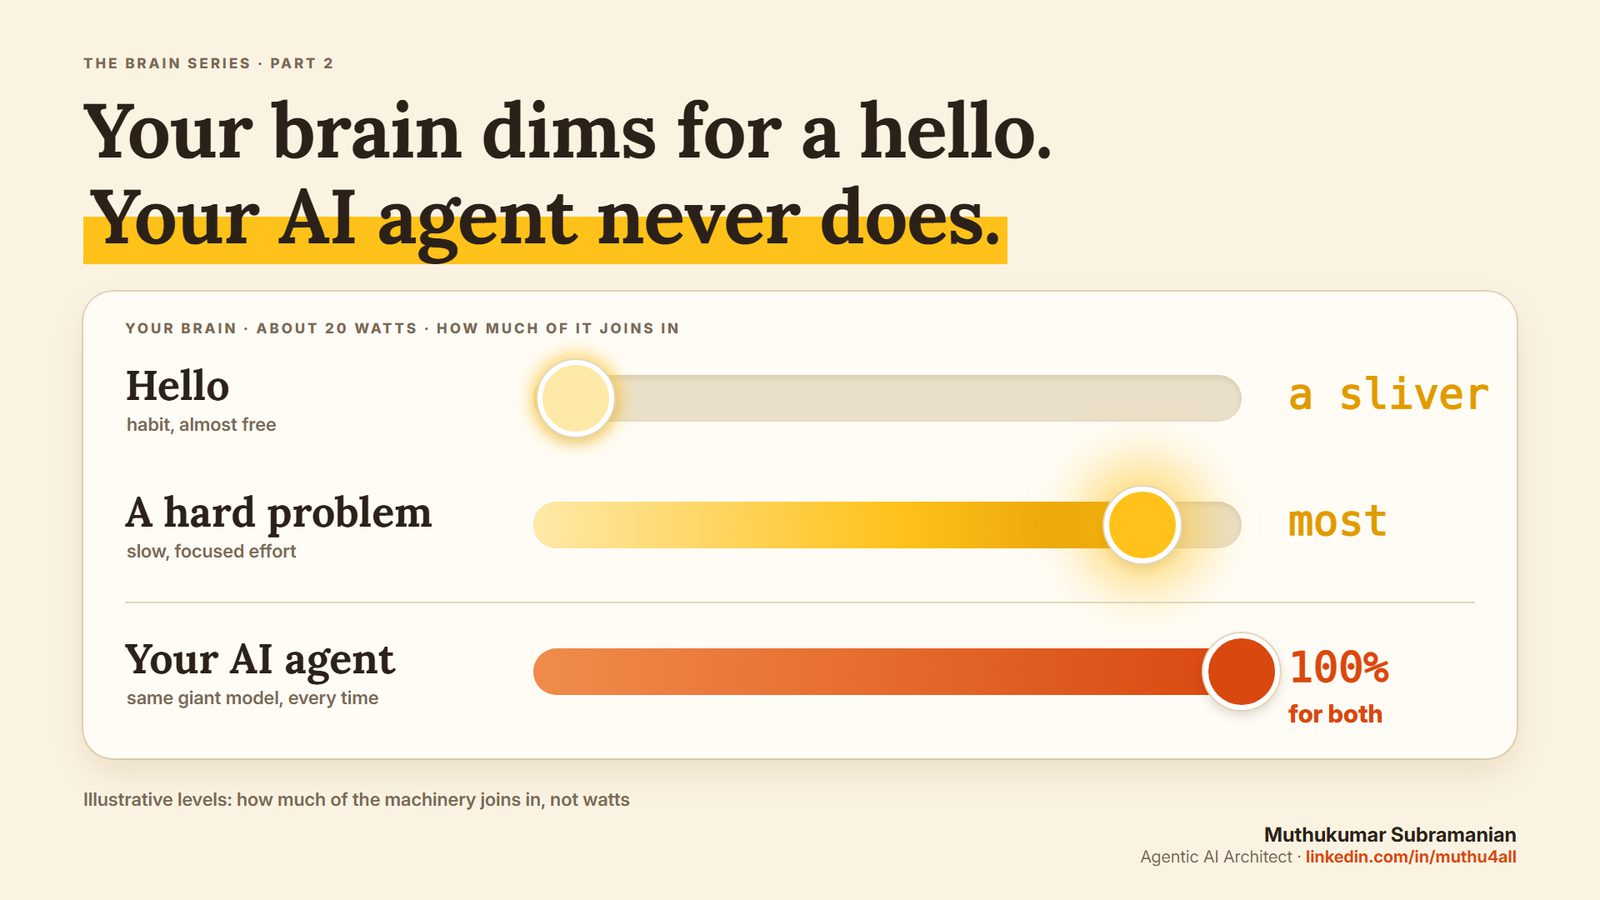 THE BRAIN SERIES · PART 2
Your brain dims for a hello.
Your AI agent never does.
YOUR BRAIN · ABOUT 20 WATTS · HOW MUCH OF IT JOINS IN
Hello
habit, almost free
a sliver
A hard problem
slow, focused effort
most
Your AI agent
same giant model, every time
100%
for both
Illustrative levels: how much of the machinery joins in, not watts
Muthukumar Subramanian
Agentic AI Architect · linkedin.com/in/muthu4all